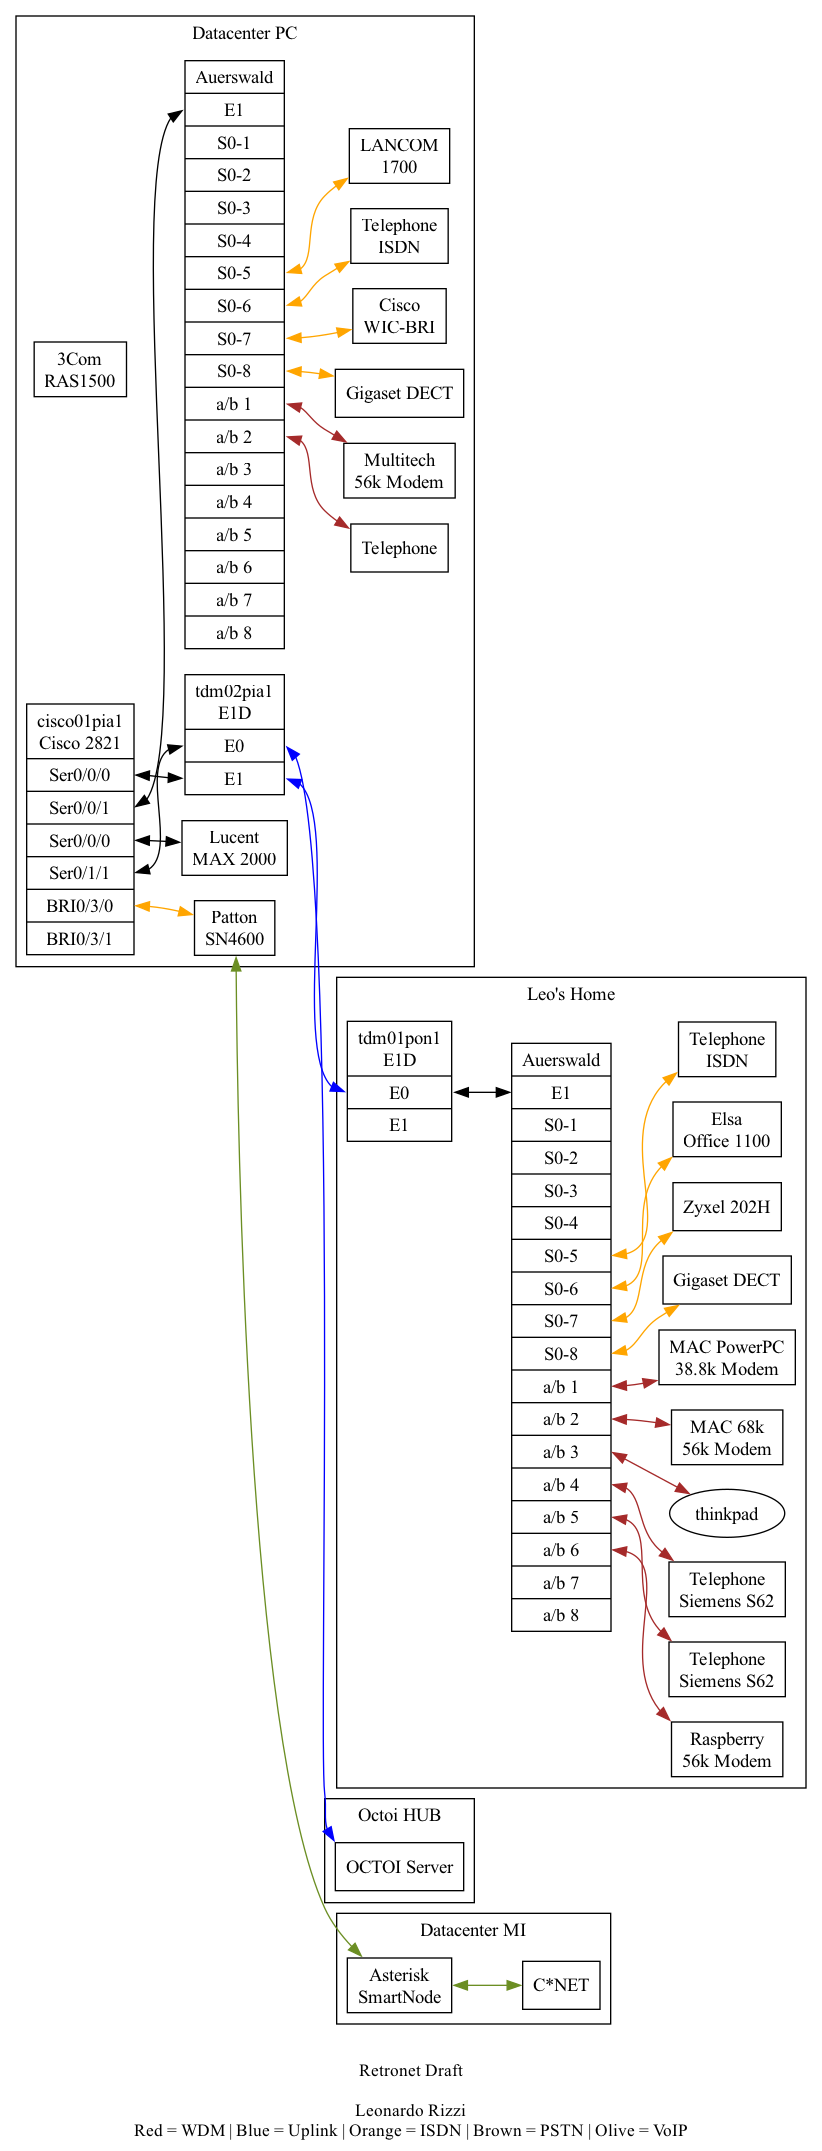 Datacenter PC
Auerswald
E1
S0-1
S0-2
S0-3
S0-4
S0-5
S0-6
S0-7
S0-8
a/b 1
a/b 2
a/b 3
a/b 4
a/b 5
a/b 6
a/b 7
a/b 8
LANCOM
1700
Telephone
ISDN
Cisco
WIC-BRI
Gigaset DECT
Multitech
56k Modem
Telephone
3Com
RAS1500
cisco01pia1
Cisco 2821
Ser0/0/0
Ser0/0/1
Ser0/0/0
Ser0/1/1
BRI0/3/0
BRI0/3/1
tdm02pia1
E1D
E0
E1
Lucent
MAX 2000
Patton
SN4600
Leo's Home
tdm01pon1
E1D
E0
E1
Auerswald
E1
S0-1
S0-2
S0-3
S0-4
S0-5
S0-6
S0-7
S0-8
a/b 1
a/b 2
a/b 3
a/b 4
a/b 5
a/b 6
a/b 7
a/b 8
Telephone
ISDN
Elsa
Office 1100
Zyxel 202H
Gigaset DECT
MAC PowerPC
38.8k Modem
MAC 68k
56k Modem
thinkpad
Telephone
Siemens S62
Telephone
Siemens S62
Raspberry
56k Modem
Octoi HUB
OCTOI Server
Datacenter MI
Asterisk
SmartNode
C*NET
Retronet Draft
Leonardo Rizzi
Red = WDM | Blue = Uplink | Orange = ISDN | Brown = PSTN | Olive = VoIP